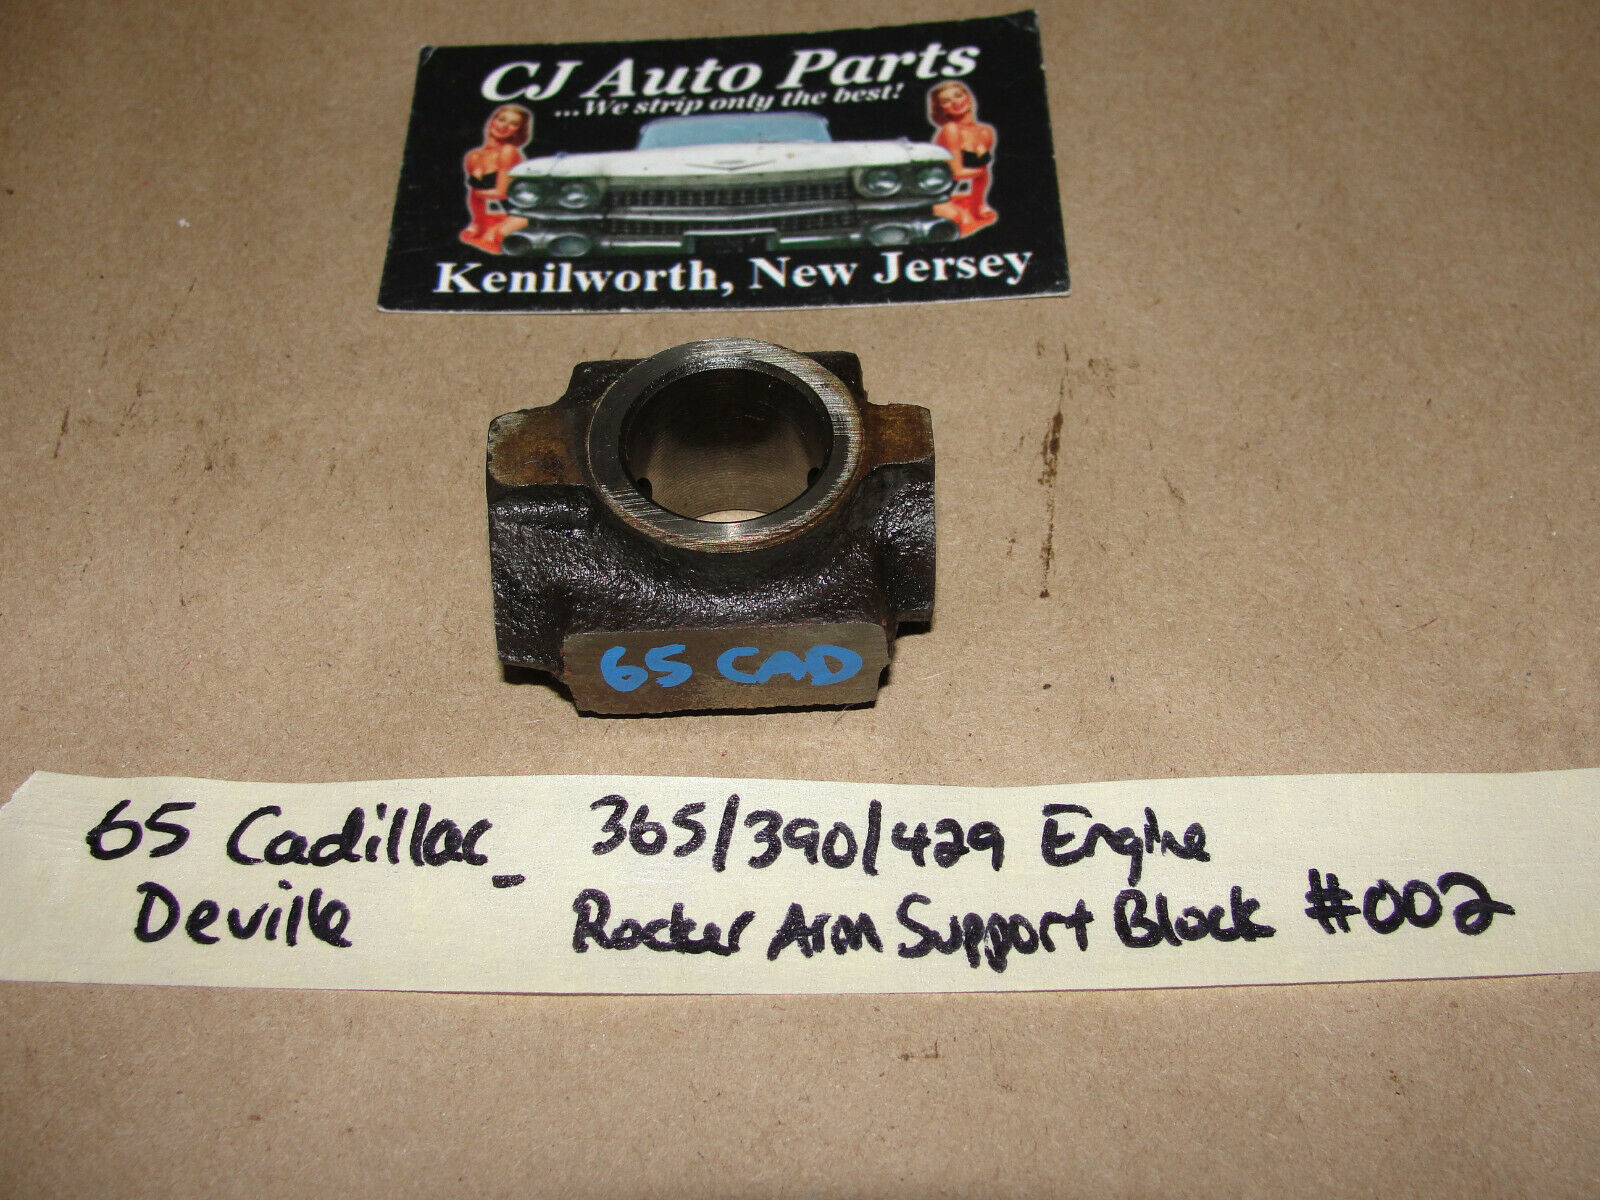 CJ Auto Parts
...We strip only the best!
Kenilworth, New Jersey
65 CAD
65 Cadillac - 365/390/429 Engine
Deville Rocker Arm Support Block #002